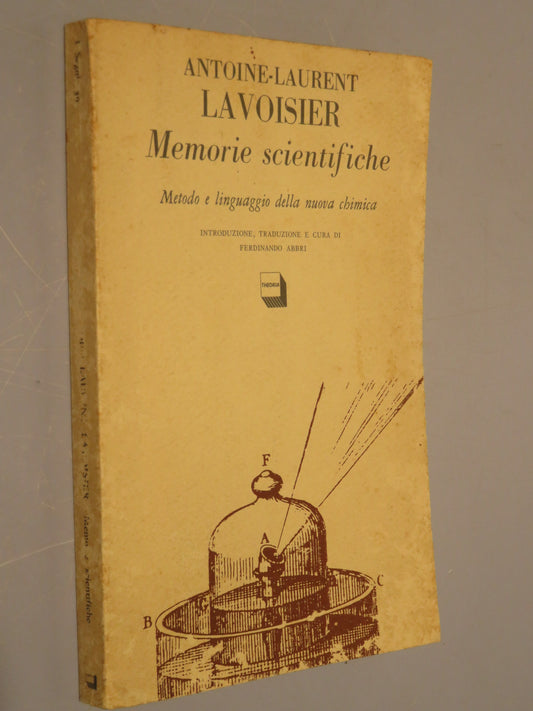 ANTOINE-LAURENT
LAVOISIER
Memorie scientifiche
Metodo e linguaggio della nuova chimica
INTRODUZIONE, TRADUZIONE E CURA DI
FERDINANDO ABBRI
THEORIA
F
A
B
C